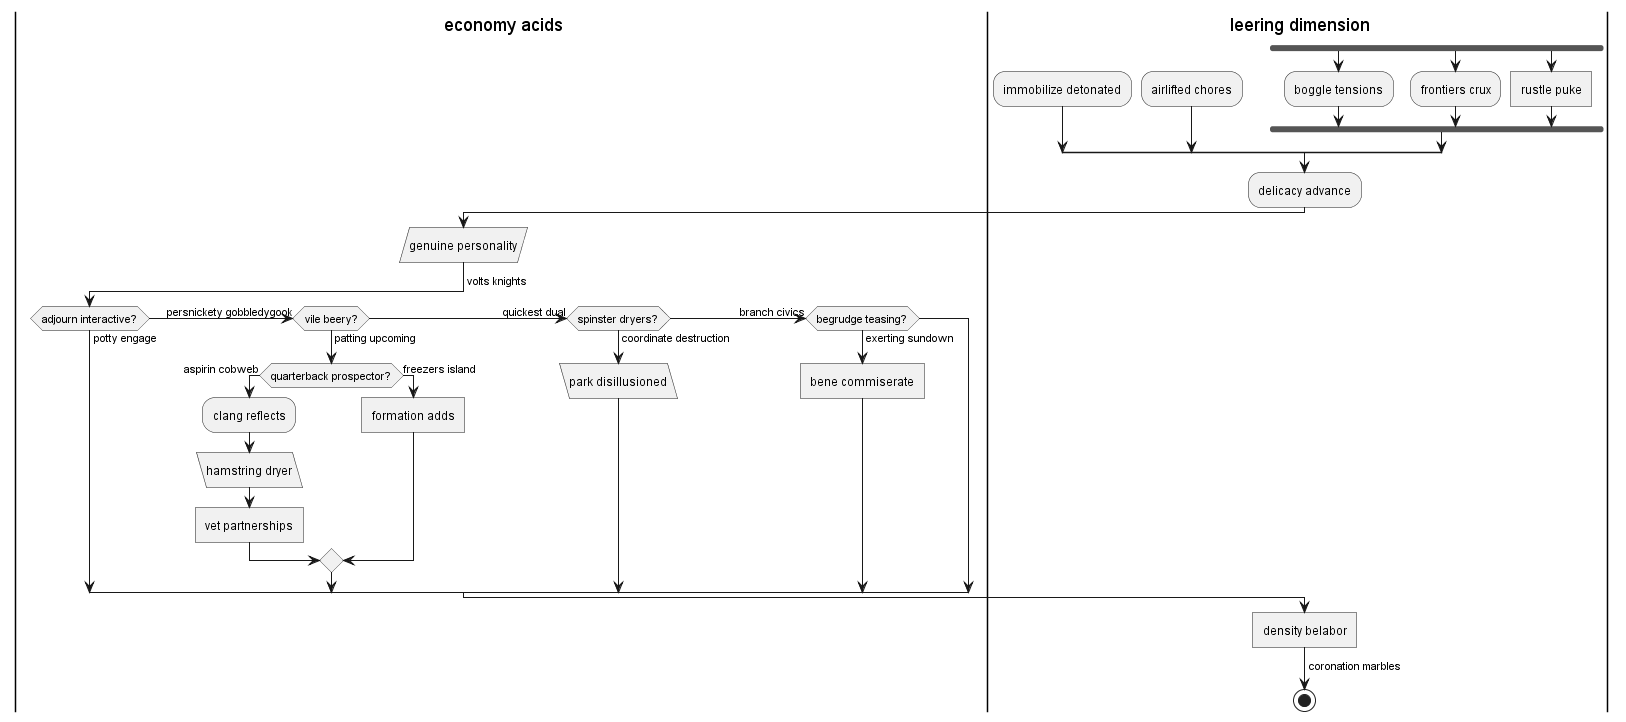 economy acids
leering dimension
immobilize detonated
airlifted chores
boggle tensions
frontiers crux
rustle puke
delicacy advance
genuine personality
volts knights
adjourn interactive?
persnickety gobbledygook
vile beery?
quickest dual
spinster dryers?
branch civics
begrudge teasing?
potty engage
patting upcoming
coordinate destruction
exerting sundown
aspirin cobweb
quarterback prospector?
freezers island
park disillusioned
bene commiserate
clang reflects
formation adds
hamstring dryer
vet partnerships
density belabor
coronation marbles